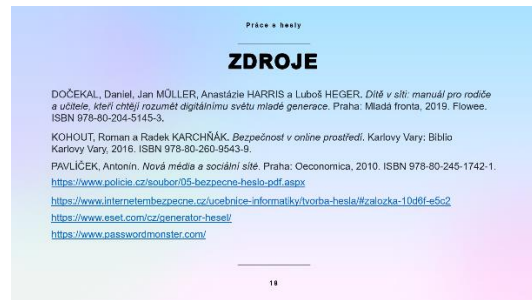 Práce s hesly
ZDROJE
DOČEKAL, Daniel, Jan MÜLLER, Anastázie HARRIS a Luboš HEGER. Dítě v síti: manuál pro rodiče
a učitele, kteří chtějí rozumět digitálnímu světu mladé generace. Praha: Mladá fronta, 2019. Flowee.
ISBN 978-80-204-5145-3.
KOHOUT, Roman a Radek KARCHŇÁK. Bezpečnost v online prostředí. Karlovy Vary: Biblio
Karlovy Vary, 2016. ISBN 978-80-260-9543-9.
PAVLÍČEK, Antonín. Nová média a sociální sítě. Praha: Oeconomica, 2010. ISBN 978-80-245-1742-1.
https://www.policie.cz/soubor/05-bezpecne-heslo-pdf.aspx
https://www.internetembezpecne.cz/ucebnice-informatiky/tvorba-hesla/#zalozka-10d6f-e5c2
https://www.eset.com/cz/generator-hesel/
https://www.passwordmonster.com/